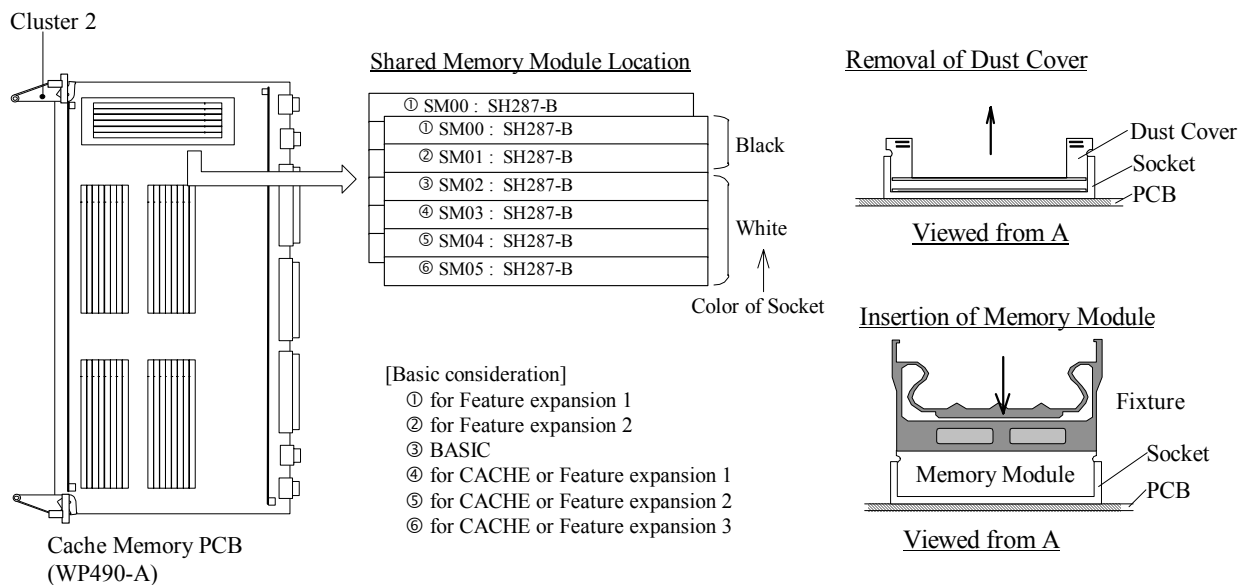 Cluster 2
Shared Memory Module Location
① SM00 : SH287-B
① SM00 : SH287-B
② SM01 : SH287-B
③ SM02 : SH287-B
④ SM03 : SH287-B
⑤ SM04 : SH287-B
⑥ SM05 : SH287-B
Black
White
Color of Socket
[Basic consideration]
① for Feature expansion 1
② for Feature expansion 2
③ BASIC
④ for CACHE or Feature expansion 1
⑤ for CACHE or Feature expansion 2
⑥ for CACHE or Feature expansion 3
Cache Memory PCB
(WP490-A)
Removal of Dust Cover
Dust Cover
Socket
PCB
Viewed from A
Insertion of Memory Module
Fixture
Memory Module
Socket
PCB
Viewed from A